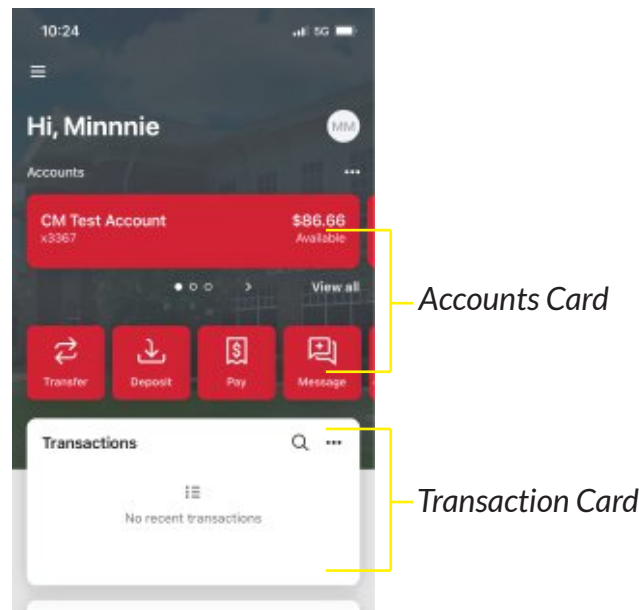 10:24 5G
Hi, Minnnie MM
Accounts
CM Test Account $86.66
x3367 Available
View all
Accounts Card
Transfer Deposit Pay Message
Transactions
Transaction Card
No recent transactions